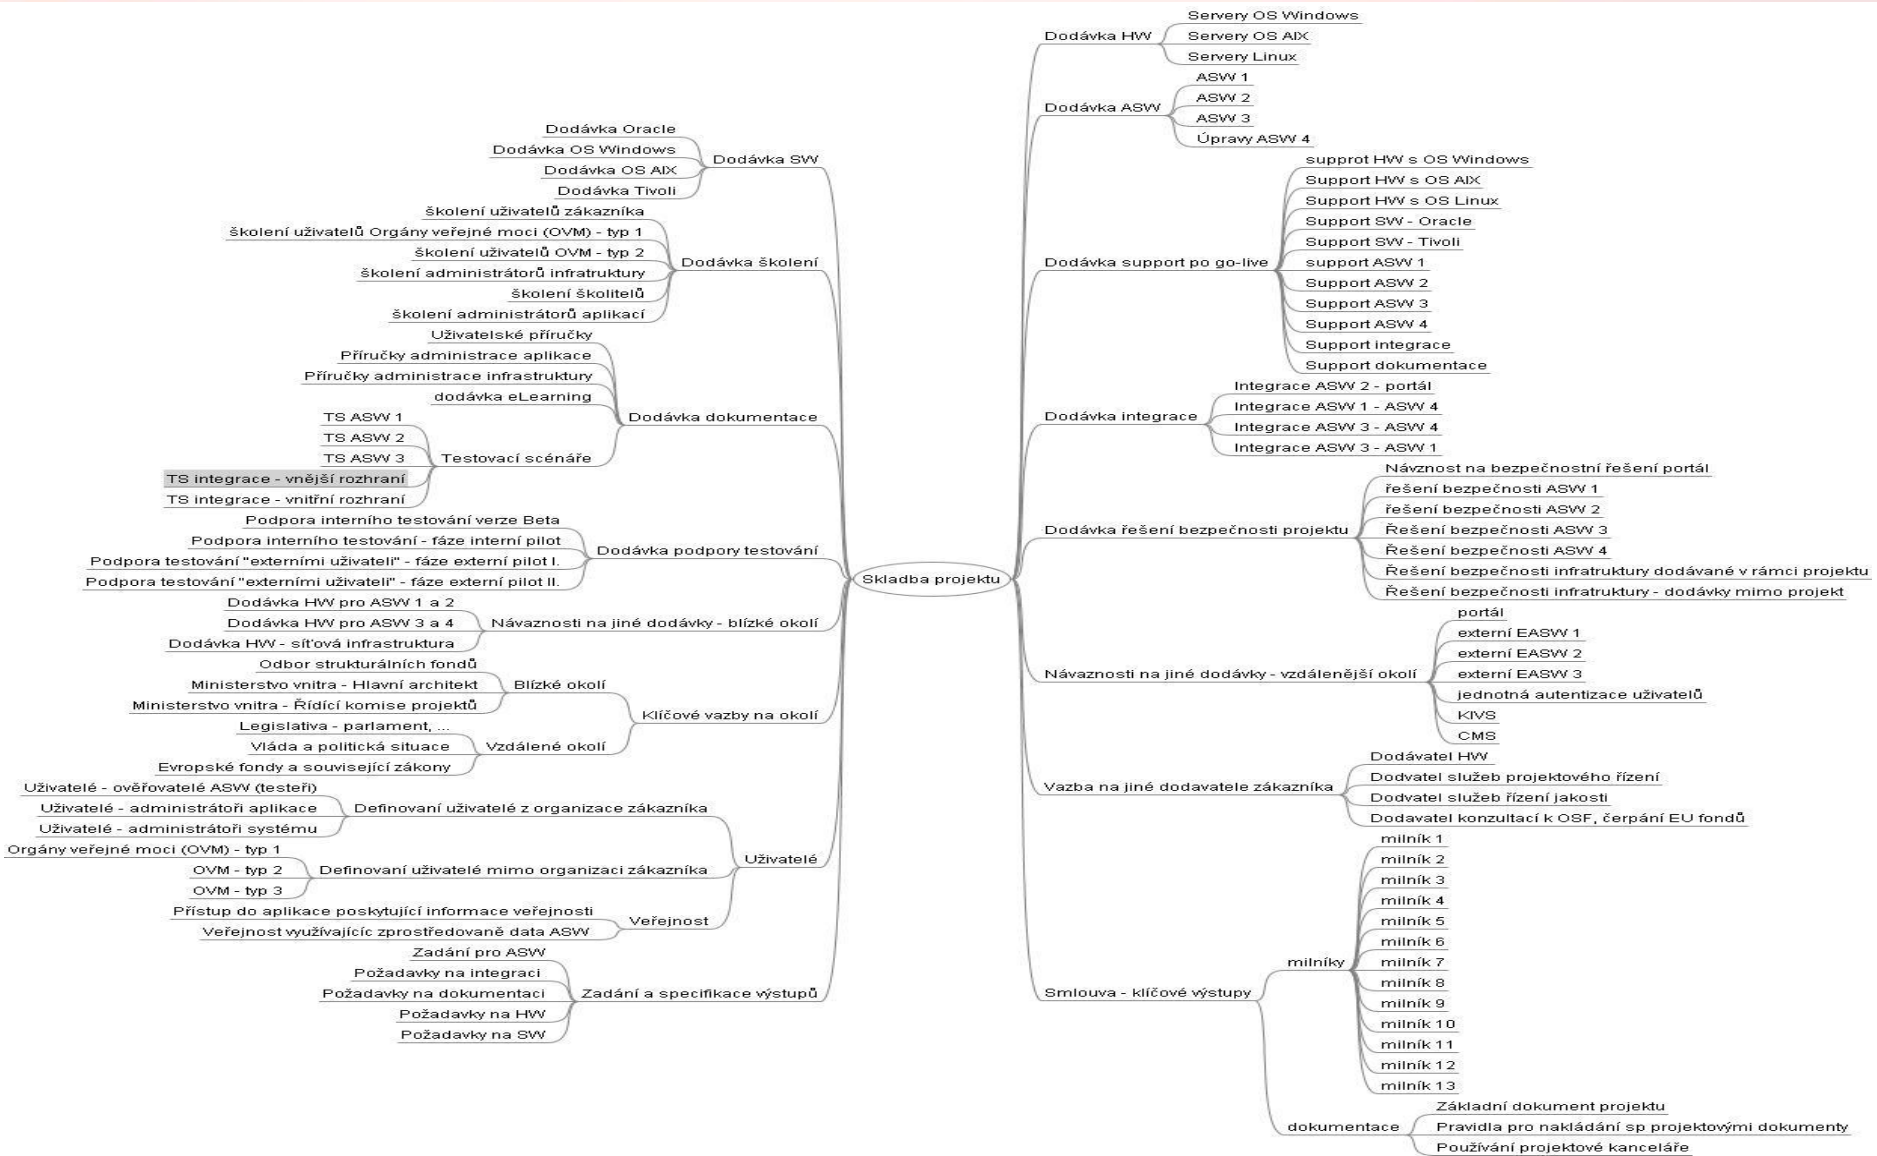 Skladba projektu
Dodávka HW
Servery OS Windows
Servery OS AIX
Servery Linux
Dodávka ASW
ASW 1
ASW 2
ASW 3
Úpravy ASW 4
Dodávka support po go-live
supprot HW s OS Windows
Support HW s OS AIX
Support HW s OS Linux
Support SW - Oracle
Support SW - Tivoli
support ASW 1
Support ASW 2
Support ASW 3
Support ASW 4
Support integrace
Support dokumentace
Dodávka integrace
Integrace ASW 2 - portál
Integrace ASW 1 - ASW 4
Integrace ASW 3 - ASW 4
Integrace ASW 3 - ASW 1
Dodávka řešení bezpečnosti projektu
Návznost na bezpečnostní řešení portál
řešení bezpečnosti ASW 1
řešení bezpečnosti ASW 2
Řešení bezpečnosti ASW 3
Řešení bezpečnosti ASW 4
Řešení bezpečnosti infratruktury dodávané v rámci projektu
Řešení bezpečnosti infratruktury - dodávky mimo projekt
Návaznosti na jiné dodávky - vzdálenější okolí
portál
externí EASW 1
externí EASW 2
externí EASW 3
jednotná autentizace uživatelů
KIVS
CMS
Vazba na jiné dodavatele zákazníka
Dodávatel HW
Dodvatel služeb projektového řízení
Dodvatel služeb řízení jakosti
Dodavatel konzultací k OSF, čerpání EU fondů
Smlouva - klíčové výstupy
milníky
milník 1
milník 2
milník 3
milník 4
milník 5
milník 6
milník 7
milník 8
milník 9
milník 10
milník 11
milník 12
milník 13
dokumentace
Základní dokument projektu
Pravidla pro nakládání sp projektovými dokumenty
Používání projektové kanceláře
Dodávka SW
Dodávka Oracle
Dodávka OS Windows
Dodávka OS AIX
Dodávka Tivoli
Dodávka školení
školení uživatelů zákazníka
školení uživatelů Orgány veřejné moci (OVM) - typ 1
školení uživatelů OVM - typ 2
školení administrátorů infratruktury
školení školitelů
školení administrátorů aplikací
Dodávka dokumentace
Uživatelské příručky
Příručky administrace aplikace
Příručky administrace infrastruktury
dodávka eLearning
Testovací scénáře
TS ASW 1
TS ASW 2
TS ASW 3
TS integrace - vnější rozhraní
TS integrace - vnitřní rozhraní
Dodávka podpory testování
Podpora interního testování verze Beta
Podpora interního testování - fáze interní pilot
Podpora testování "externími uživateli" - fáze externí pilot I.
Podpora testování "externími uživateli" - fáze externí pilot II.
Návaznosti na jiné dodávky - blízké okolí
Dodávka HW pro ASW 1 a 2
Dodávka HW pro ASW 3 a 4
Dodávka HW - síťová infrastruktura
Klíčové vazby na okolí
Blízké okolí
Odbor strukturálních fondů
Ministerstvo vnitra - Hlavní architekt
Ministerstvo vnitra - Řídící komise projektů
Vzdálené okolí
Legislativa - parlament, ...
Vláda a politická situace
Evropské fondy a související zákony
Uživatelé
Definovaní uživatelé z organizace zákazníka
Uživatelé - ověřovatelé ASW (testeři)
Uživatelé - administrátoři aplikace
Uživatelé - administrátoři systému
Definovaní uživatelé mimo organizaci zákazníka
Orgány veřejné moci (OVM) - typ 1
OVM - typ 2
OVM - typ 3
Veřejnost
Přístup do aplikace poskytující informace veřejnosti
Veřejnost využívajícíc zprostředovaně data ASW
Zadání a specifikace výstupů
Zadání pro ASW
Požadavky na integraci
Požadavky na dokumentaci
Požadavky na HW
Požadavky na SW